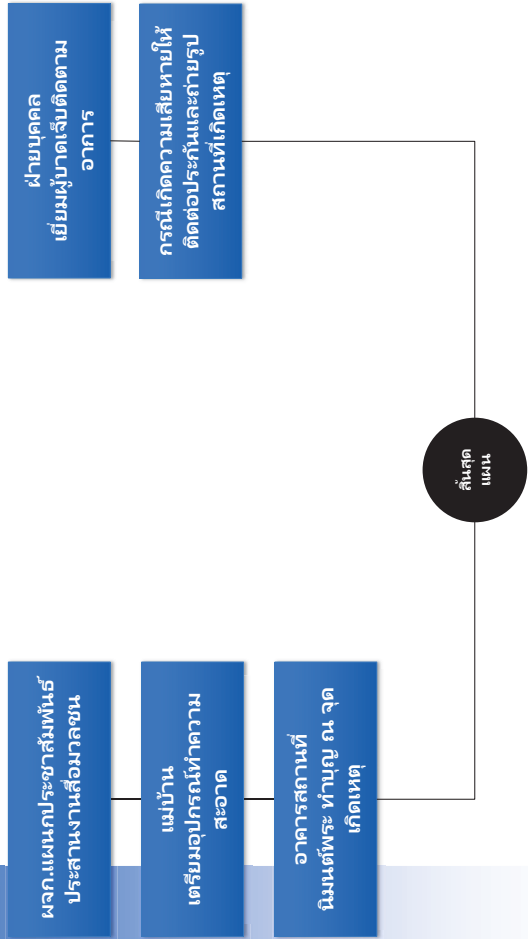 ผจก.แผนกประชาสัมพันธ์
ประสานงานสื่อมวลชน
แม่บ้าน
เตรียมอุปกรณ์ทำความ
สะอาด
อาคารสถานที่
นิมนต์พระ ทำบุญ ณ จุด
เกิดเหตุ
ฝ่ายบุคคล
เยี่ยมผู้บาดเจ็บติดตาม
อาการ
กรณีเกิดความเสียหายให้
ติดต่อประกันและถ่ายรูป
สถานที่เกิดเหตุ
สิ้นสุด
แผน